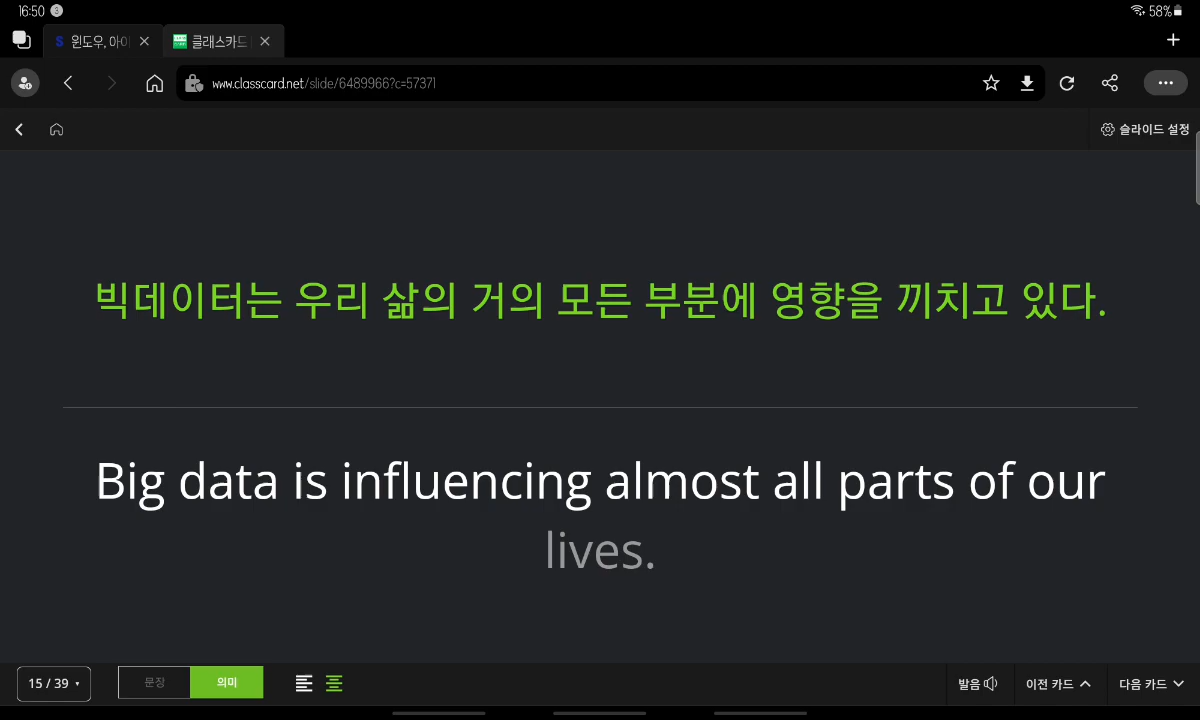 16:50 3 58%
S 윈도우, 아이 클래스카드
www.classcard.net/slide/6489966?c=57371
슬라이드 설정
빅데이터는 우리 삶의 거의 모든 부분에 영향을 끼치고 있다.
Big data is influencing almost all parts of our
lives.
15 / 39 문장 의미 발음 이전 카드 다음 카드